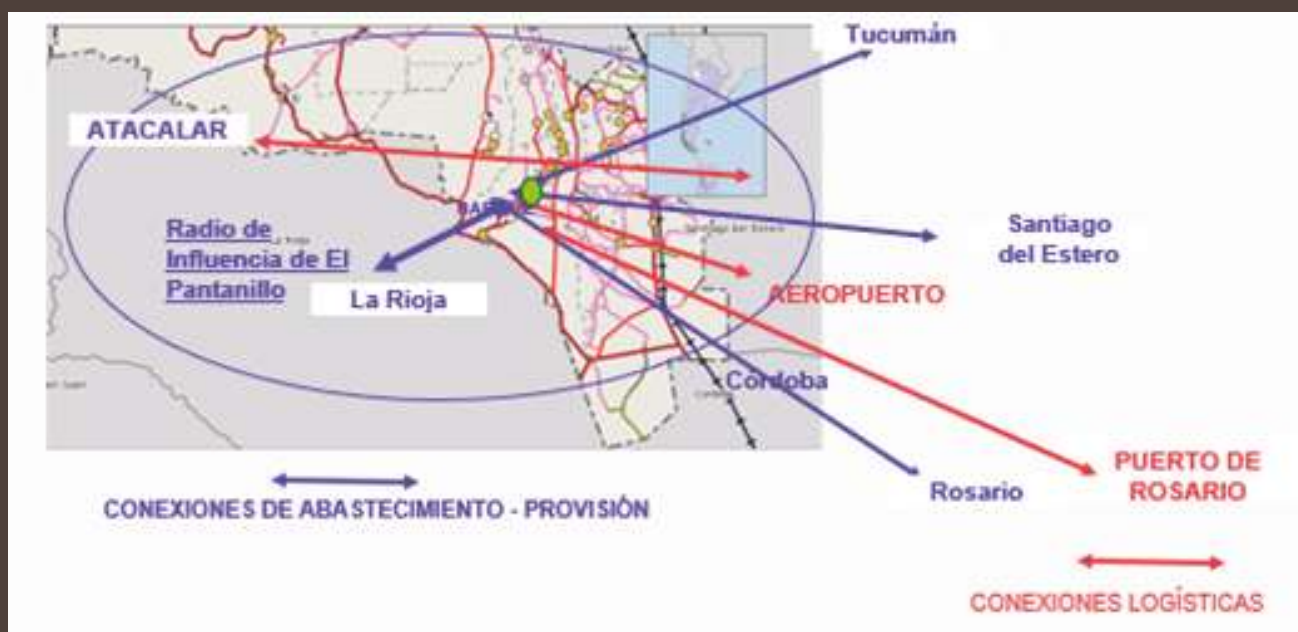 Tucumán
ATACALAR
Radio de
Influencia de El
Pantanillo
La Rioja
Santiago
del Estero
AEROPUERTO
Córdoba
PUERTO DE
ROSARIO
Rosario
CONEXIONES DE ABASTECIMIENTO - PROVISIÓN
CONEXIONES LOGÍSTICAS